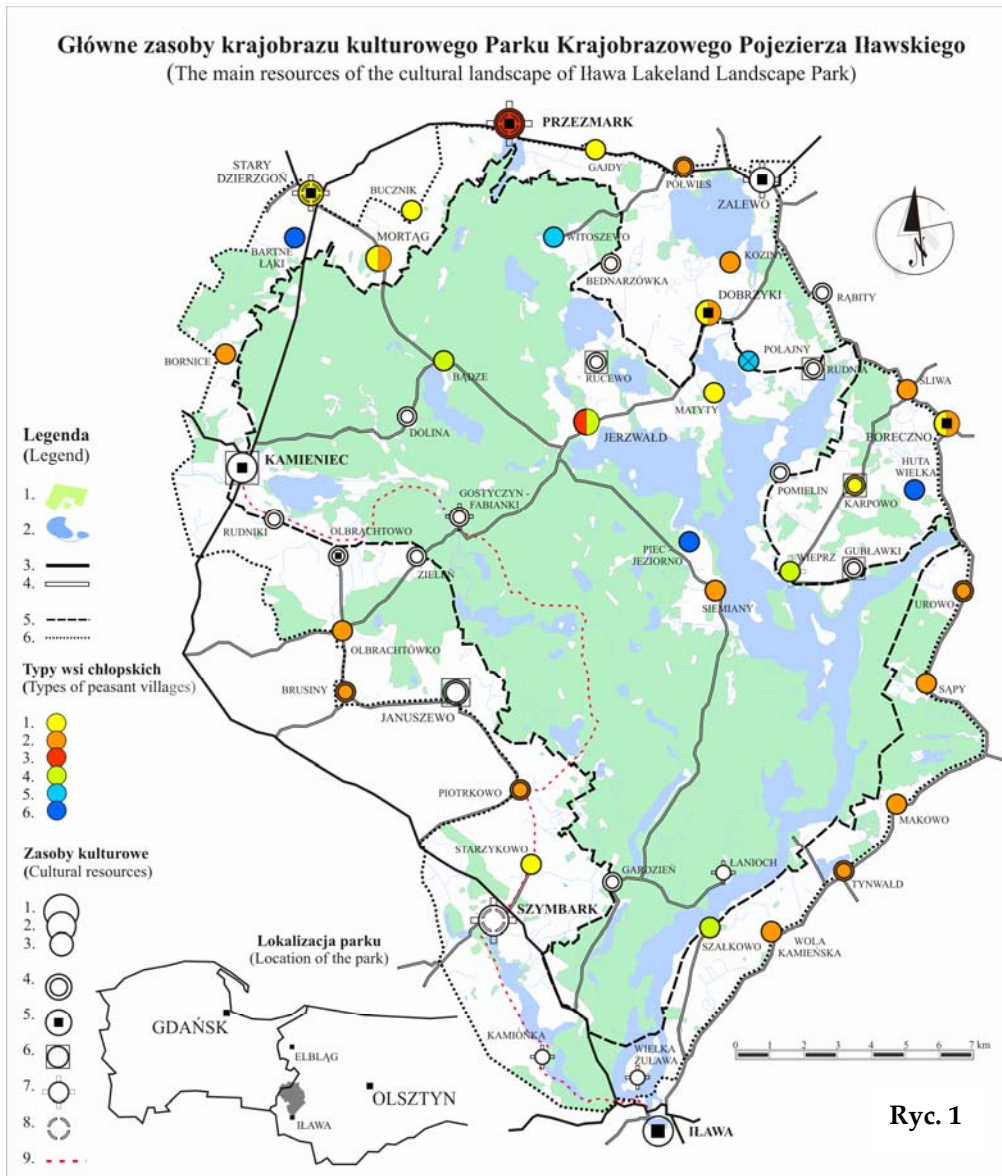 Główne zasoby krajobrazu kulturowego Parku Krajobrazowego Pojezierza Iławskiego
(The main resources of the cultural landscape of Iława Lakeland Landscape Park)
PRZEZMARK
GAJDY
PÓŁWIEŚ
STARY
DZIERZGOŃ
BUCZNIK
ZALEWO
MORTĄG
BARTNE
ŁĄKI
WITOSZEWO
BEDNARZÓWKA
KOZINY
N
RĄBITY
DOBRZYKI
POLAJNY
RUDNIA
BORNICE
BĄDZE
RUCEWO
MATYTY
ŚLIWA
DOLINA
JERZWAŁD
BORECZNO
Legenda
(Legend)
KAMIENIEC
POMIELIN
HUTA
WIELKA
KARPOWO
1.
2.
3.
4.
5.
6.
GOSTYCZYN -
FABIANKI
RUDNIKI
OLBRACHTOWO
ZIELEŃ
PIEC -
JEZIORNO
WIEPRZ
GUBŁAWKI
SIEMIANY
UROWO
OLBRACHTÓWKO
Typy wsi chłopskich
(Types of peasant villages)
1.
2.
3.
4.
5.
6.
BRUSINY
JANUSZEWO
SĄPY
PIOTRKOWO
MAKOWO
STARZYKOWO
GARDZIEŃ
ŁANIOCH
TYNWAŁD
Zasoby kulturowe
(Cultural resources)
1.
2.
3.
4.
5.
6.
7.
8.
9.
SZYMBARK
SZAŁKOWO
WOLA
KAMIEŃSKA
Lokalizacja parku
(Location of the park)
GDAŃSK
ELBLĄG
OLSZTYN
IŁAWA
KAMIÓNKA
WIELKA
ŻUŁAWA
0 1 2 3 4 5 6 7 km
IŁAWA
Ryc. 1